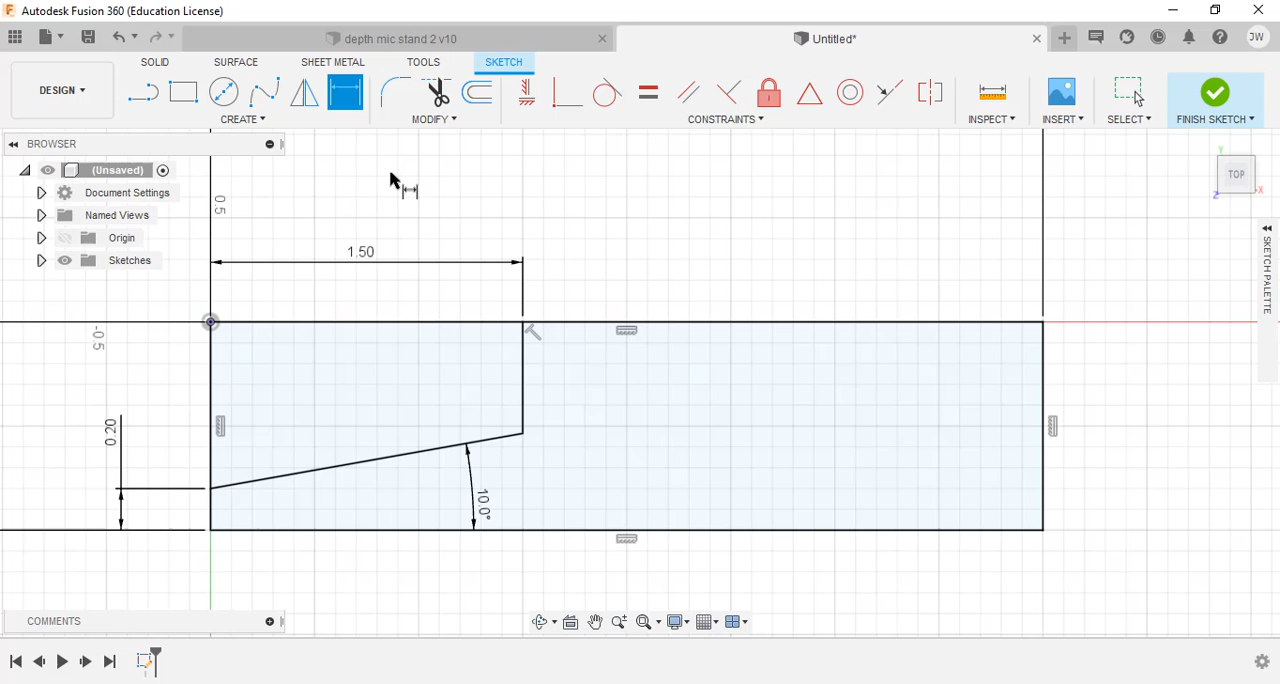 Autodesk Fusion 360 (Education License)
depth mic stand 2 v10
Untitled*
JW
DESIGN
SOLID
SURFACE
SHEET METAL
TOOLS
SKETCH
CREATE
MODIFY
CONSTRAINTS
INSPECT
INSERT
SELECT
FINISH SKETCH
BROWSER
(Unsaved)
Document Settings
Named Views
Origin
Sketches
TOP
Y
X
Z
SKETCH PALETTE
0.5
1.50
-0.5
0.20
10.0°
COMMENTS